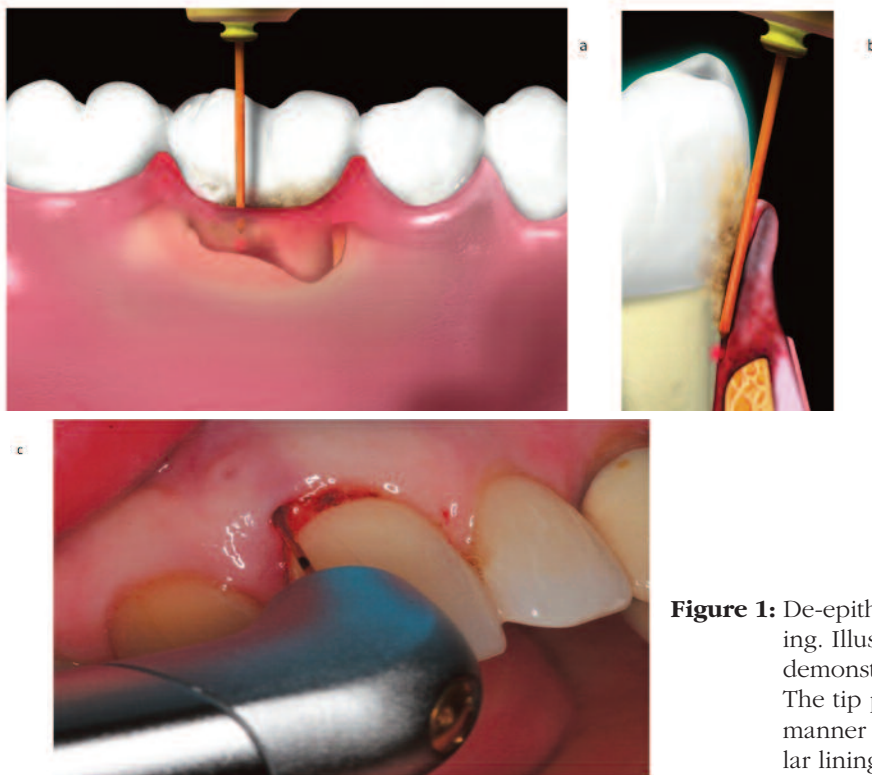 a
b
c
Figure 1: De-epith
ing. Illus
demonst
The tip p
manner
lar lining